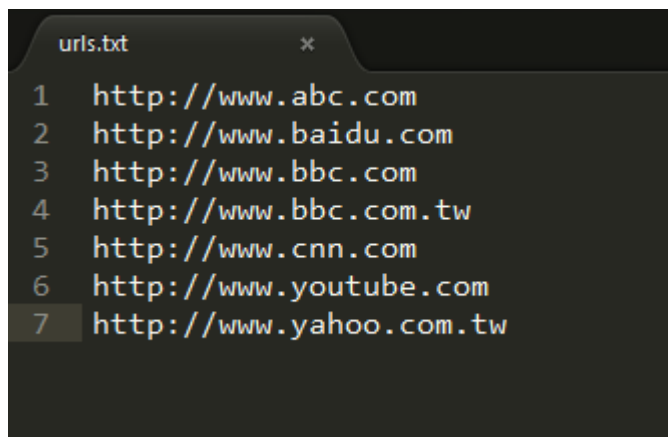 urls.txt ×
1 http://www.abc.com
2 http://www.baidu.com
3 http://www.bbc.com
4 http://www.bbc.com.tw
5 http://www.cnn.com
6 http://www.youtube.com
7 http://www.yahoo.com.tw